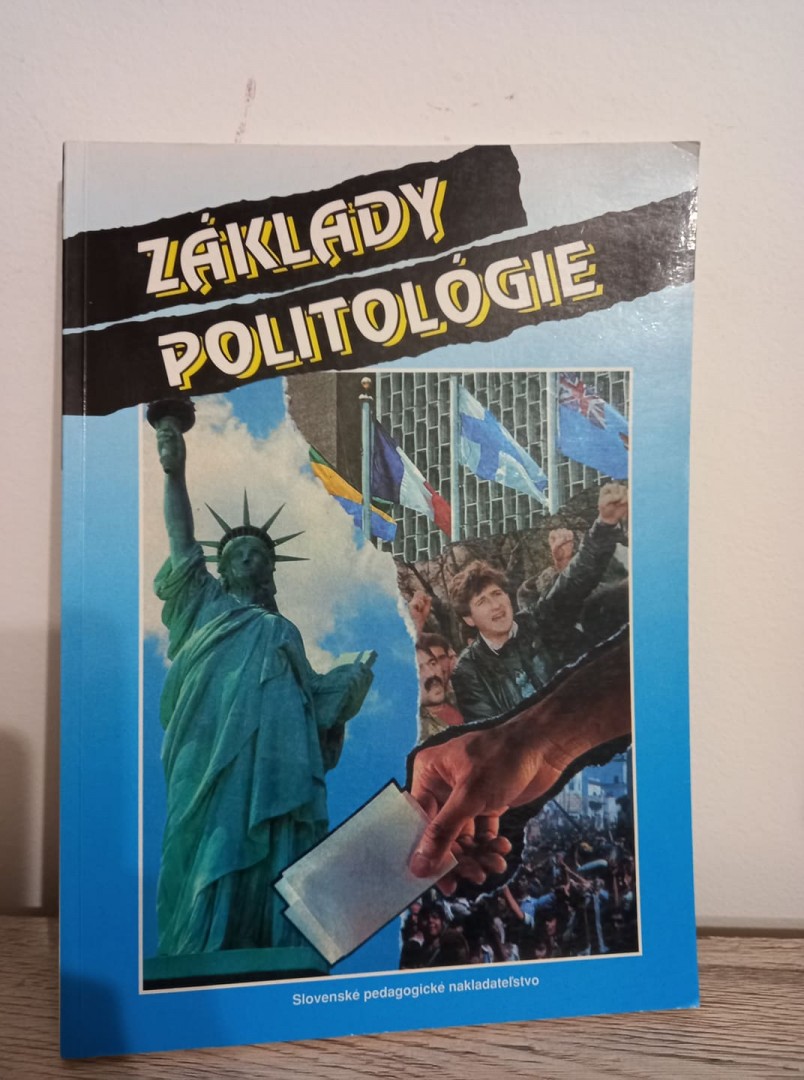 ZÁKLADY
POLITOLÓGIE
Slovenské pedagogické nakladateľstvo